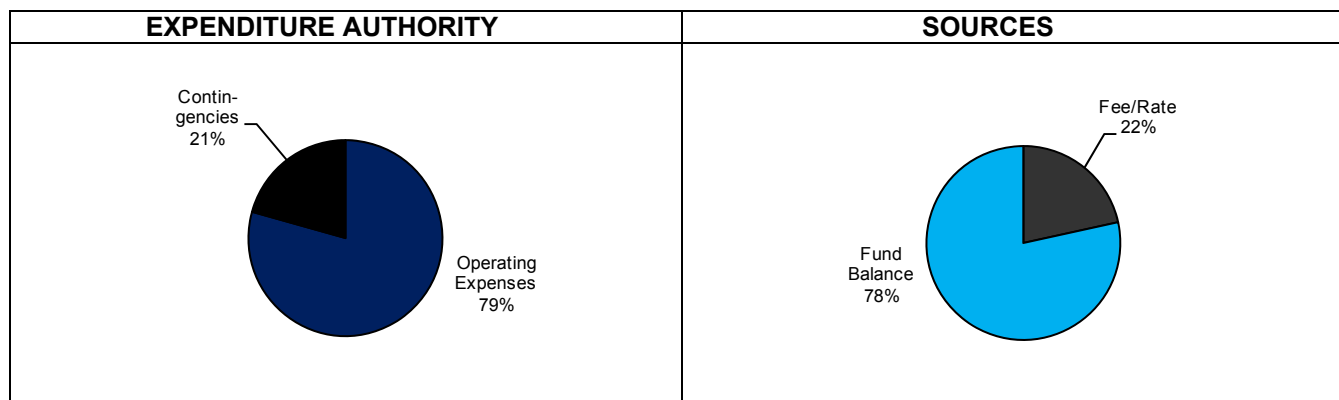 EXPENDITURE AUTHORITY
SOURCES
Contin-
gencies
21%
Operating
Expenses
79%
Fee/Rate
22%
Fund
Balance
78%